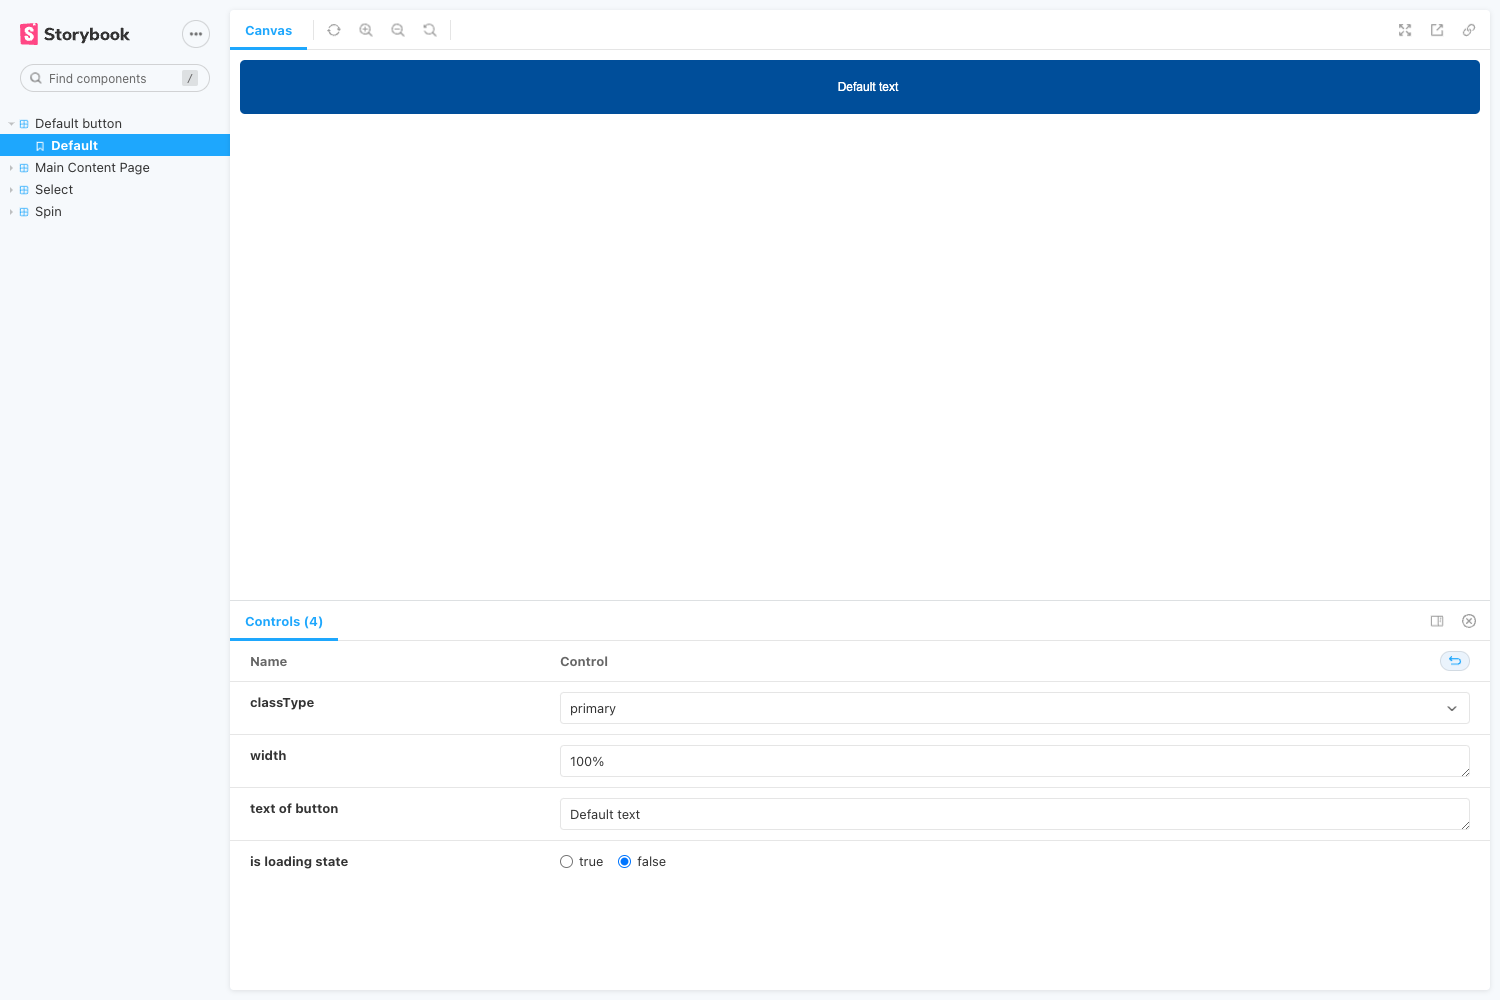 Storybook
Find components /
Default button
Default
Main Content Page
Select
Spin
Canvas
Default text
Controls (4)
Name Control
classType primary
width 100%
text of button Default text
is loading state true false